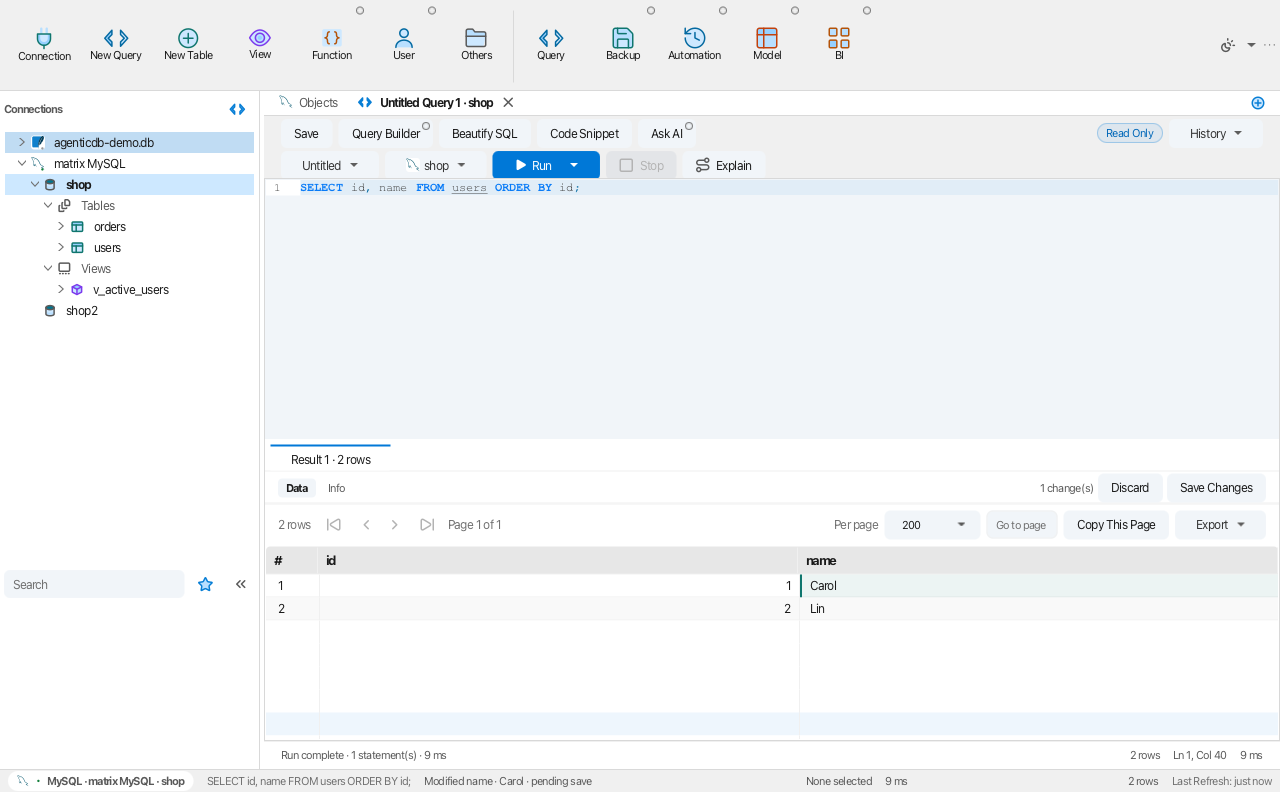 Connection
New Query
New Table
View
Function
User
Others
Query
Backup
Automation
Model
BI
Connections
agenticdb-demo.db
matrix MySQL
shop
Tables
orders
users
Views
v_active_users
shop2
Search
Objects
Untitled Query 1 · shop
Save
Query Builder
Beautify SQL
Code Snippet
Ask AI
Read Only
History
Untitled
shop
Run
Stop
Explain
1 SELECT id, name FROM users ORDER BY id;
Result 1 · 2 rows
Data
Info
1 change(s)
Discard
Save Changes
2 rows
Page 1 of 1
Per page
200
Go to page
Copy This Page
Export
# id name
1 1 Carol
2 2 Lin
Run complete · 1 statement(s) · 9 ms
2 rows
Ln 1, Col 40
9 ms
MySQL · matrix MySQL · shop
SELECT id, name FROM users ORDER BY id;
Modified name · Carol · pending save
None selected
9 ms
2 rows
Last Refresh: just now